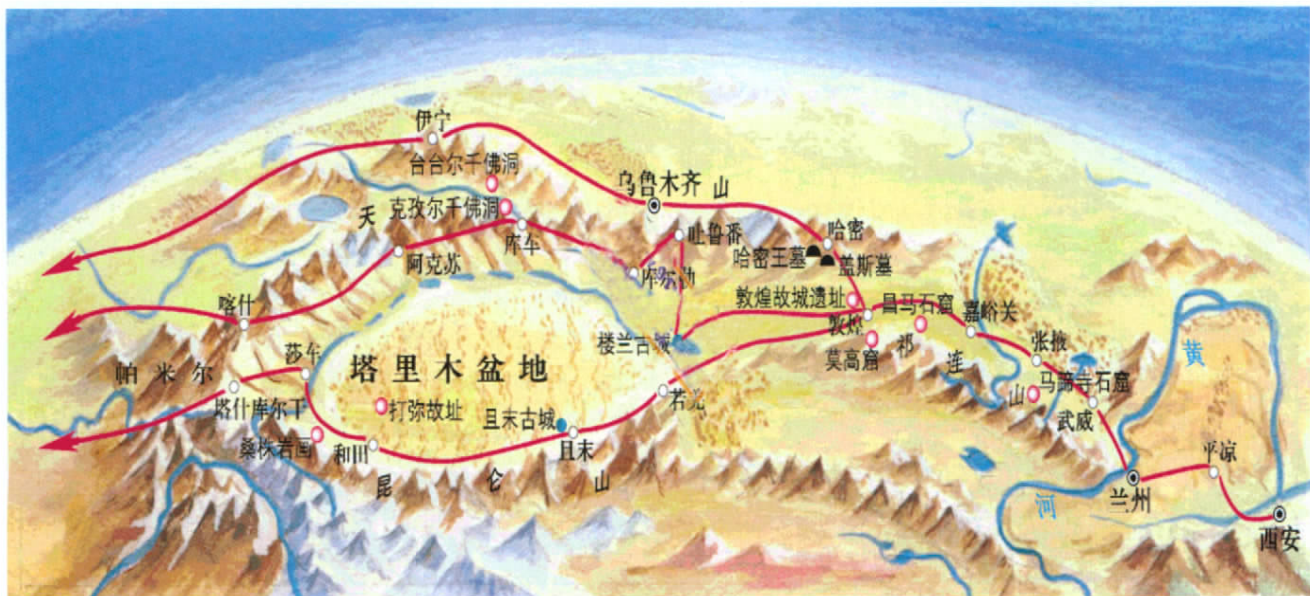 伊宁
台台尔千佛洞
乌鲁木齐
山
天
克孜尔千佛洞
库车
吐鲁番
哈密
哈密王墓
盖斯墓
阿克苏
库尔勒
喀什
敦煌故城遗址
昌马石窟
嘉峪关
敦煌
楼兰古城
莫高窟
祁
连
山
张掖
马蹄寺石窟
武威
黄
河
莎车
帕米尔
塔里木盆地
塔什库尔干
打弥故址
若羌
且末古城
且末
桑株岩画
和田
昆仑山
兰州
平凉
西安